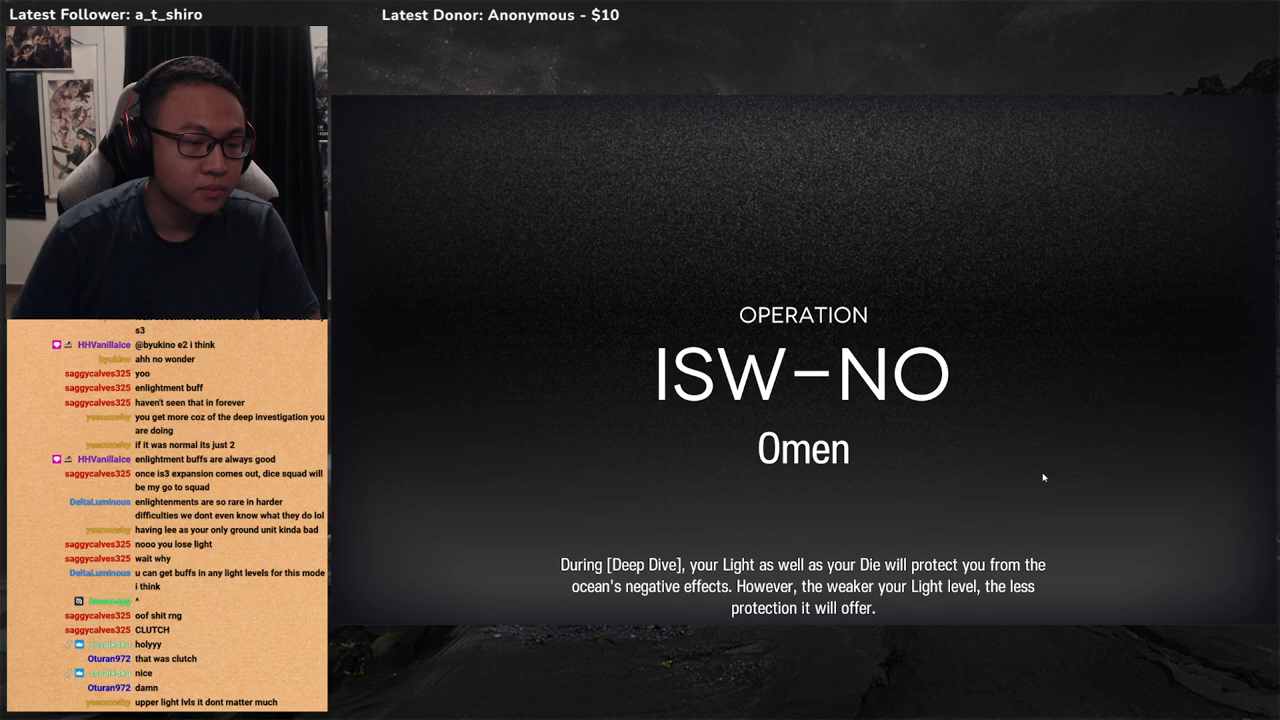 Latest Follower: a_t_shiro
Latest Donor: Anonymous - $10
s3
HHVanillaIce @byukino e2 i think
byukino ahh no wonder
saggycalves325 yoo
saggycalves325 enlightment buff
saggycalves325 haven't seen that in forever
you get more coz of the deep investigation you
are doing
if it was normal its just 2
HHVanillaIce enlightment buffs are always good
saggycalves325 once is3 expansion comes out, dice squad will
be my go to squad
DeltaLuminous enlightenments are so rare in harder
difficulties we dont even know what they do lol
having lee as your only ground unit kinda bad
saggycalves325 nooo you lose light
saggycalves325 wait why
DeltaLuminous u can get buffs in any light levels for this mode
i think
^
saggycalves325 oof shit rng
saggycalves325 CLUTCH
holyyy
Oturan972 that was clutch
nice
Oturan972 damn
upper light lvls it dont matter much
OPERATION
ISW-NO
Omen
During [Deep Dive], your Light as well as your Die will protect you from the
ocean's negative effects. However, the weaker your Light level, the less
protection it will offer.